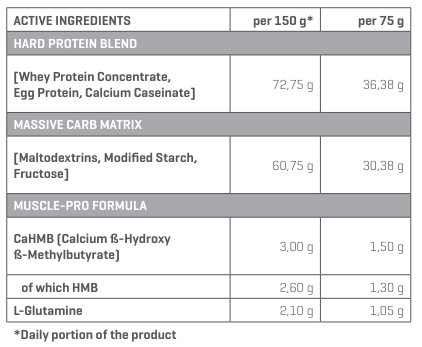 ACTIVE INGREDIENTS per 150 g* per 75 g
HARD PROTEIN BLEND
[Whey Protein Concentrate,
Egg Protein, Calcium Caseinate] 72,75 g 36,38 g
MASSIVE CARB MATRIX
[Maltodextrins, Modified Starch,
Fructose] 60,75 g 30,38 g
MUSCLE-PRO FORMULA
CaHMB (Calcium ß-Hydroxy
ß-Methylbutyrate) 3,00 g 1,50 g
of which HMB 2,60 g 1,30 g
L-Glutamine 2,10 g 1,05 g
*Daily portion of the product